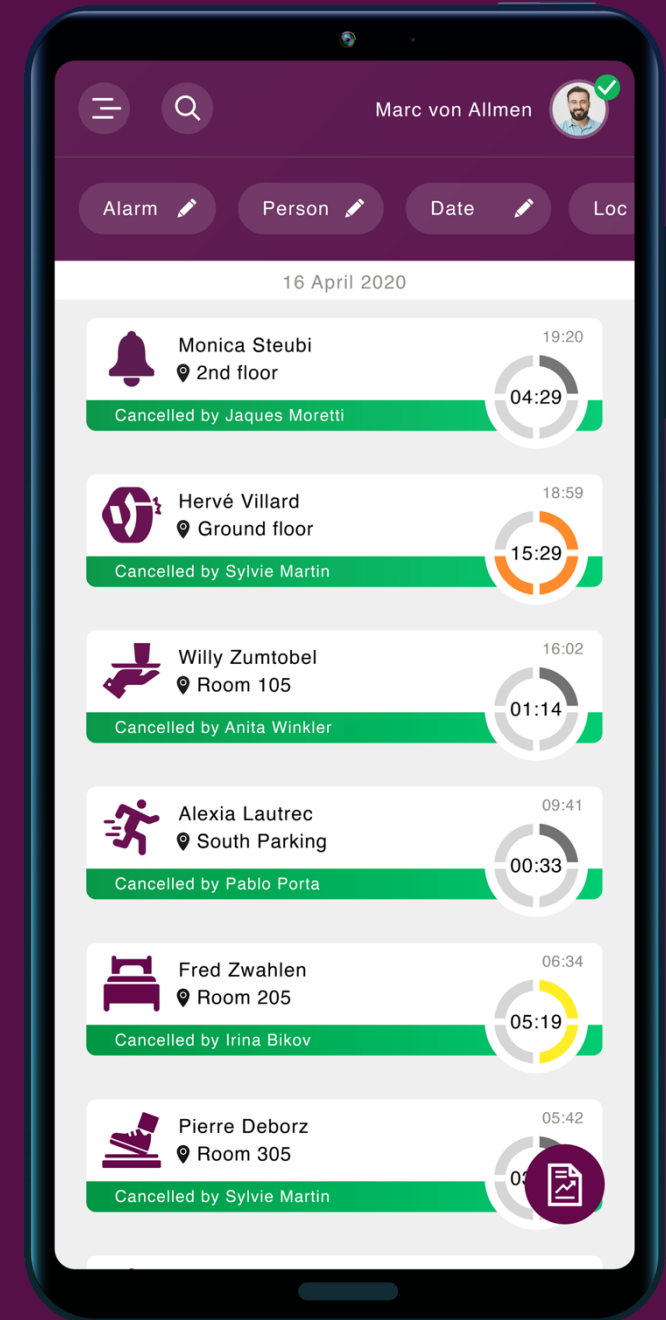 Marc von Allmen
Alarm
Person
Date
Loc
16 April 2020
19:20
Monica Steubi
2nd floor
04:29
Cancelled by Jaques Moretti
18:59
Hervé Villard
Ground floor
15:29
Cancelled by Sylvie Martin
16:02
Willy Zumtobel
Room 105
01:14
Cancelled by Anita Winkler
09:41
Alexia Lautrec
South Parking
00:33
Cancelled by Pablo Porta
06:34
Fred Zwahlen
Room 205
05:19
Cancelled by Irina Bikov
05:42
Pierre Deborz
Room 305
Cancelled by Sylvie Martin